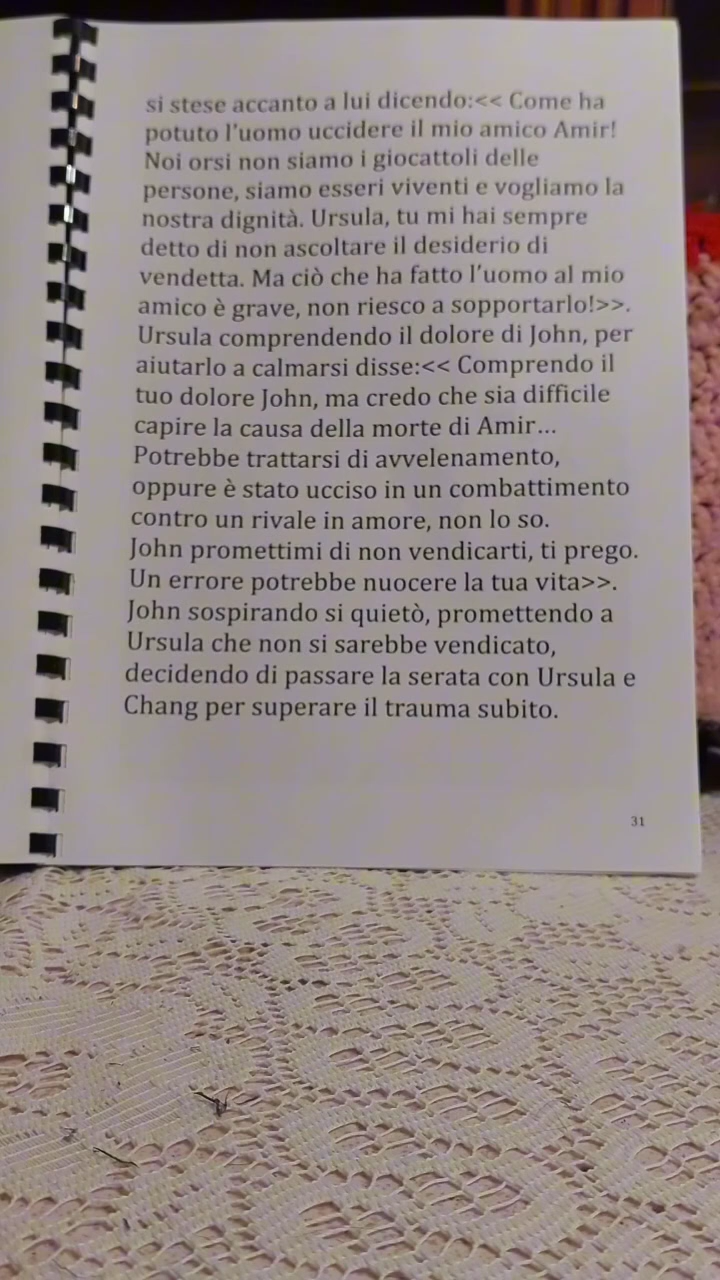 si stese accanto a lui dicendo:<< Come ha
potuto l'uomo uccidere il mio amico Amir!
Noi orsi non siamo i giocattoli delle
persone, siamo esseri viventi e vogliamo la
nostra dignità. Ursula, tu mi hai sempre
detto di non ascoltare il desiderio di
vendetta. Ma ciò che ha fatto l'uomo al mio
amico è grave, non riesco a sopportarlo!>>.
Ursula comprendendo il dolore di John, per
aiutarlo a calmarsi disse:<< Comprendo il
tuo dolore John, ma credo che sia difficile
capire la causa della morte di Amir...
Potrebbe trattarsi di avvelenamento,
oppure è stato ucciso in un combattimento
contro un rivale in amore, non lo so.
John promettimi di non vendicarti, ti prego.
Un errore potrebbe nuocere la tua vita>>.
John sospirando si quietò, promettendo a
Ursula che non si sarebbe vendicato,
decidendo di passare la serata con Ursula e
Chang per superare il trauma subito.
31